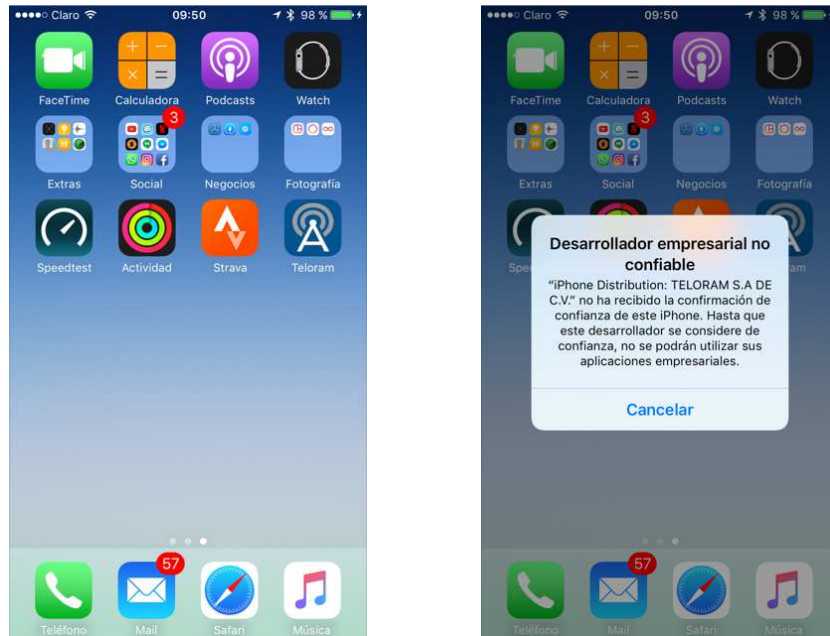 Claro 09:50 98 %
FaceTime Calculadora Podcasts Watch
3
Extras Social Negocios Fotografía
Speedtest Actividad Strava Teloram
57
Teléfono Mail Safari Música
Claro 09:50 98 %
FaceTime Calculadora Podcasts Watch
3
Extras Social Negocios Fotografía
Desarrollador empresarial no
confiable
“iPhone Distribution: TELORAM S.A DE
C.V.” no ha recibido la confirmación de
confianza de este iPhone. Hasta que
este desarrollador se considere de
confianza, no se podrán utilizar sus
aplicaciones empresariales.
Cancelar
57
Teléfono Mail Safari Música